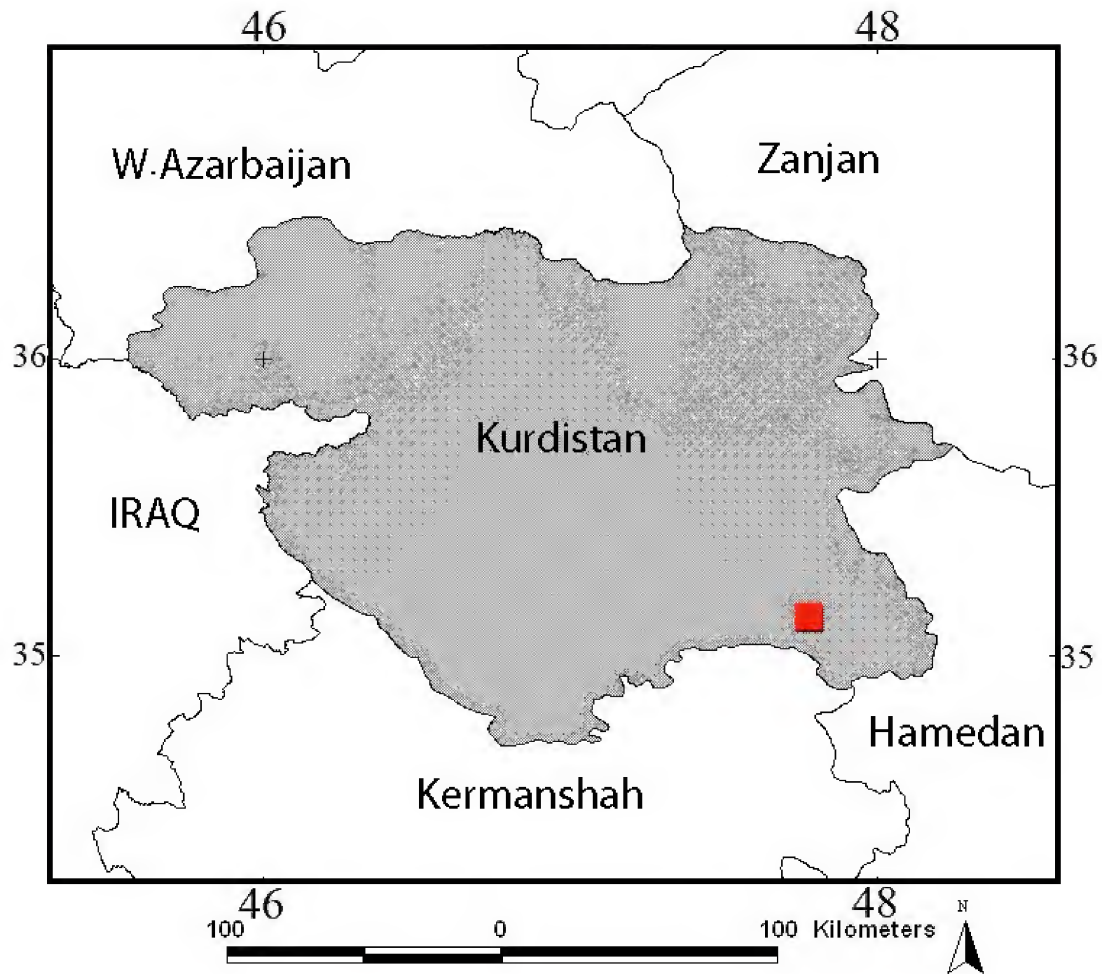 46 48
W.Azarbaijan
Zanjan
36 36
Kurdistan
IRAQ
35 35
Hamedan
Kermanshah
46 48
100 0 100 Kilometers
N